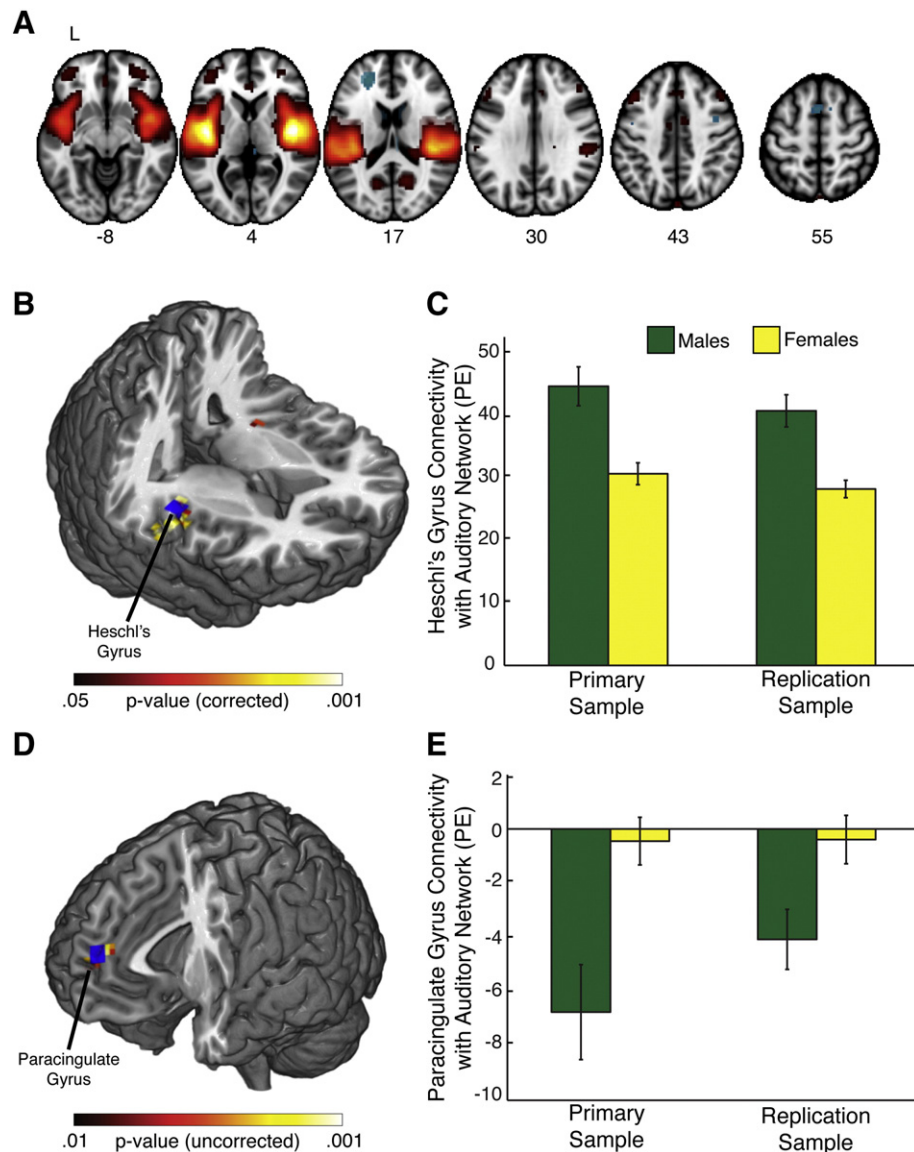 A
L
-8 4 17 30 43 55
B
Heschl's
Gyrus
.05 p-value (corrected) .001
C
Males Females
Heschl's Gyrus Connectivity
with Auditory Network (PE)
50
40
30
20
10
0
Primary
Sample
Replication
Sample
D
Paracingulate
Gyrus
.01 p-value (uncorrected) .001
E
Paracingulate Gyrus Connectivity
with Auditory Network (PE)
2
0
-2
-4
-6
-8
-10
Primary
Sample
Replication
Sample